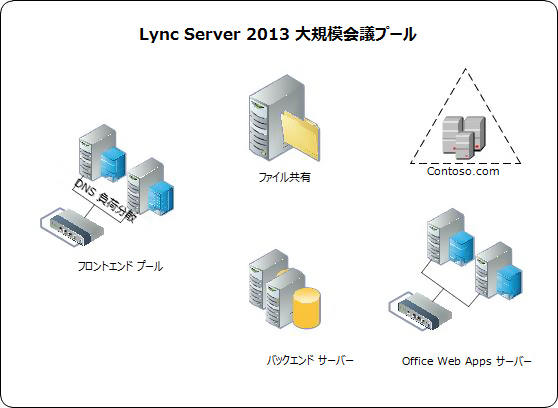 Lync Server 2013 大規模会議プール
ファイル共有
Contoso.com
DNS 負荷分散
フロントエンド プール
バックエンド サーバー
Office Web Apps サーバー